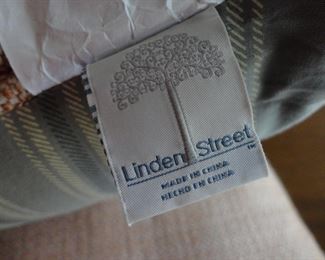 Linden Street ™
MADE IN CHINA
HECHO EN CHINA